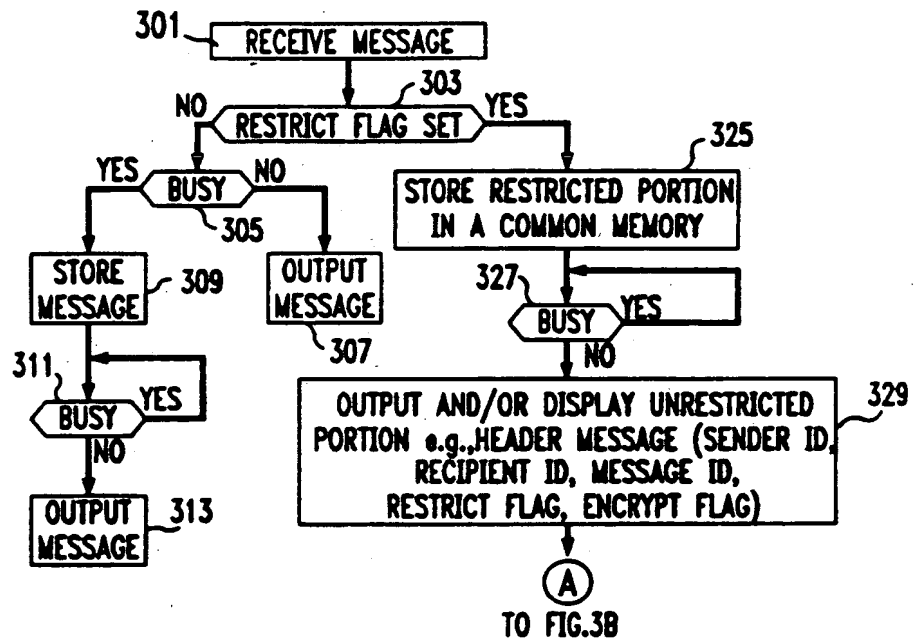 301
RECEIVE MESSAGE
303
NO
RESTRICT FLAG SET
YES
325
YES
BUSY
NO
305
STORE RESTRICTED PORTION
IN A COMMON MEMORY
STORE
MESSAGE
309
OUTPUT
MESSAGE
307
327
BUSY
YES
NO
311
BUSY
YES
NO
OUTPUT AND/OR DISPLAY UNRESTRICTED
PORTION e.g.,HEADER MESSAGE (SENDER ID,
RECIPIENT ID, MESSAGE ID,
RESTRICT FLAG, ENCRYPT FLAG)
329
OUTPUT
MESSAGE
313
A
TO FIG.3B